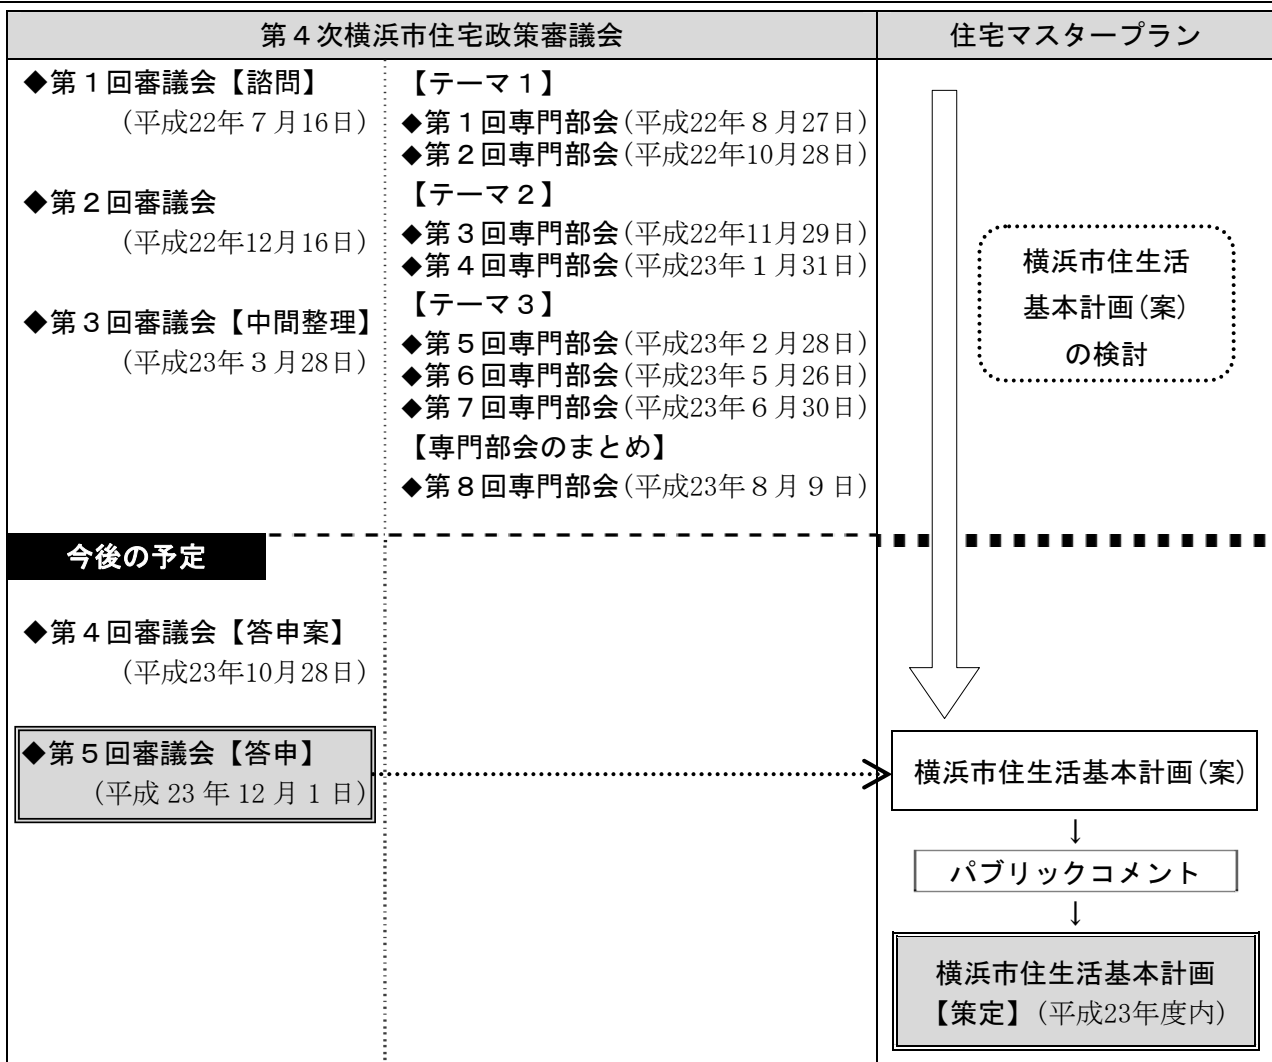 第４次横浜市住宅政策審議会
住宅マスタープラン
◆第１回審議会【諮問】
（平成22年７月16日）
◆第２回審議会
（平成22年12月16日）
◆第３回審議会【中間整理】
（平成23年３月28日）
【テーマ１】
◆第１回専門部会（平成22年８月27日）
◆第２回専門部会（平成22年10月28日）
【テーマ２】
◆第３回専門部会（平成22年11月29日）
◆第４回専門部会（平成23年１月31日）
【テーマ３】
◆第５回専門部会（平成23年２月28日）
◆第６回専門部会（平成23年５月26日）
◆第７回専門部会（平成23年６月30日）
【専門部会のまとめ】
◆第８回専門部会（平成23年８月９日）
横浜市住生活
基本計画（案）
の検討
今後の予定
◆第４回審議会【答申案】
（平成23年10月28日）
◆第５回審議会【答申】
（平成 23 年 12 月 1 日）
横浜市住生活基本計画（案）
↓
パブリックコメント
↓
横浜市住生活基本計画
【策定】（平成23年度内）